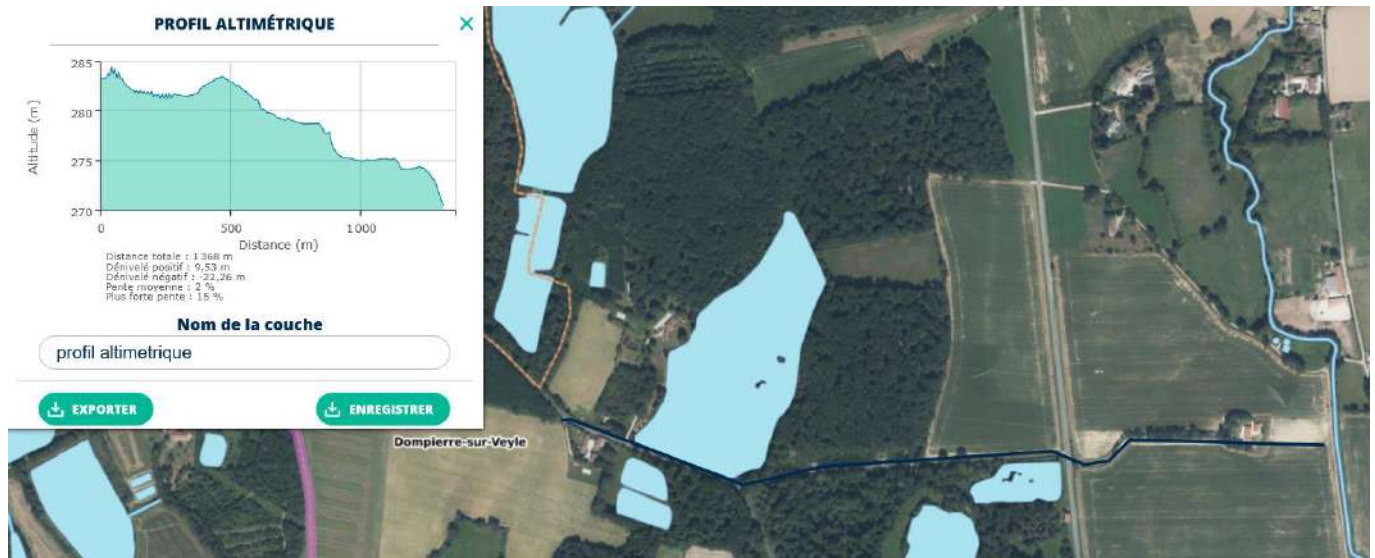 PROFIL ALTIMÉTRIQUE
285
280
275
270
Altitude (m)
0 500 1000
Distance (m)
Distance totale : 1 368 m
Dénivelé positif : 9,53 m
Dénivelé négatif : -22,26 m
Pente moyenne : 2 %
Plus forte pente : 15 %
Nom de la couche
profil altimetrique
EXPORTER
ENREGISTRER
Dompierre-sur-Veyle